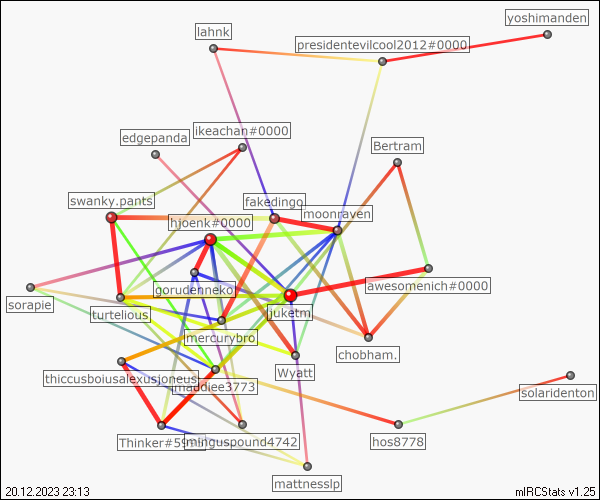 yoshimanden
lahnk
presidentevilcool2012#0000
ikeachan#0000
edgepanda
Bertram
swanky.pants
fakedingo
moonraven
hjoenk#0000
gorudenneko
awesomenich#0000
sorapie
juketm
turtelious
mercurybro
chobham.
Wyatt
thiccusboiusalexusjoneus
maddiee3773
solaridenton
Thinker#59
minguspound4742
hos8778
mattnesslp
20.12.2023 23:13
mIRCStats v1.25